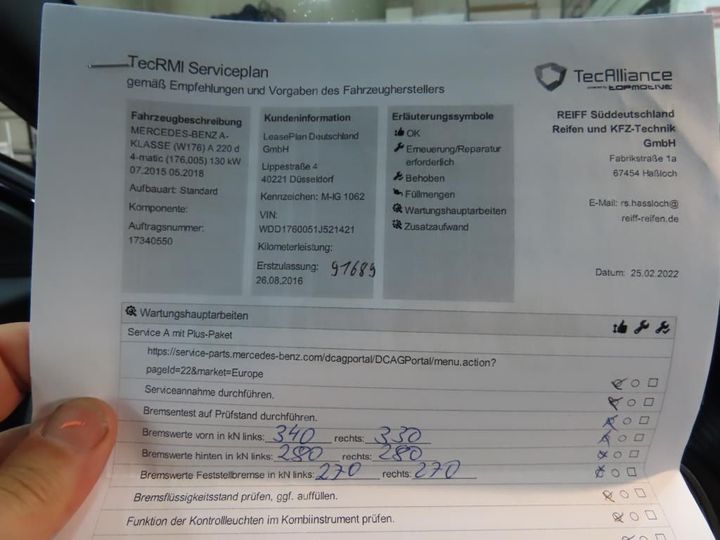 TecRMI Serviceplan
gemäß Empfehlungen und Vorgaben des Fahrzeugherstellers
TecAlliance
powered by TOPMOTIVE
Fahrzeugbeschreibung
MERCEDES-BENZ A-
KLASSE (W176) A 220 d
4-matic (176.005) 130 kW
07.2015 05.2018
Aufbauart: Standard
Komponente:
Auftragsnummer:
17340550
Kundeninformation
LeasePlan Deutschland
GmbH
Lippestraße 4
40221 Düsseldorf
Kennzeichen: M-IG 1062
VIN:
WDD1760051J521421
Kilometerleistung:
91689
Erstzulassung:
26.08.2016
Erläuterungssymbole
OK
Erneuerung/Reparatur
erforderlich
Behoben
Füllmengen
Wartungshauptarbeiten
Zusatzaufwand
REIFF Süddeutschland
Reifen und KFZ-Technik
GmbH
Fabrikstraße 1a
67454 Haßloch
E-Mail: rs.hassloch@
reiff-reifen.de
Datum: 25.02.2022
Wartungshauptarbeiten
Service A mit Plus-Paket
https://service-parts.mercedes-benz.com/dcagportal/DCAGPortal/menu.action?
pageId=22&market=Europe
Serviceannahme durchführen.
Bremsentest auf Prüfstand durchführen.
Bremswerte vorn in kN links: 340 rechts: 330
Bremswerte hinten in kN links: 280 rechts: 280
Bremswerte Feststellbremse in kN links: 270 rechts: 270
Bremsflüssigkeitsstand prüfen, ggf. auffüllen.
Funktion der Kontrollleuchten im Kombiinstrument prüfen.